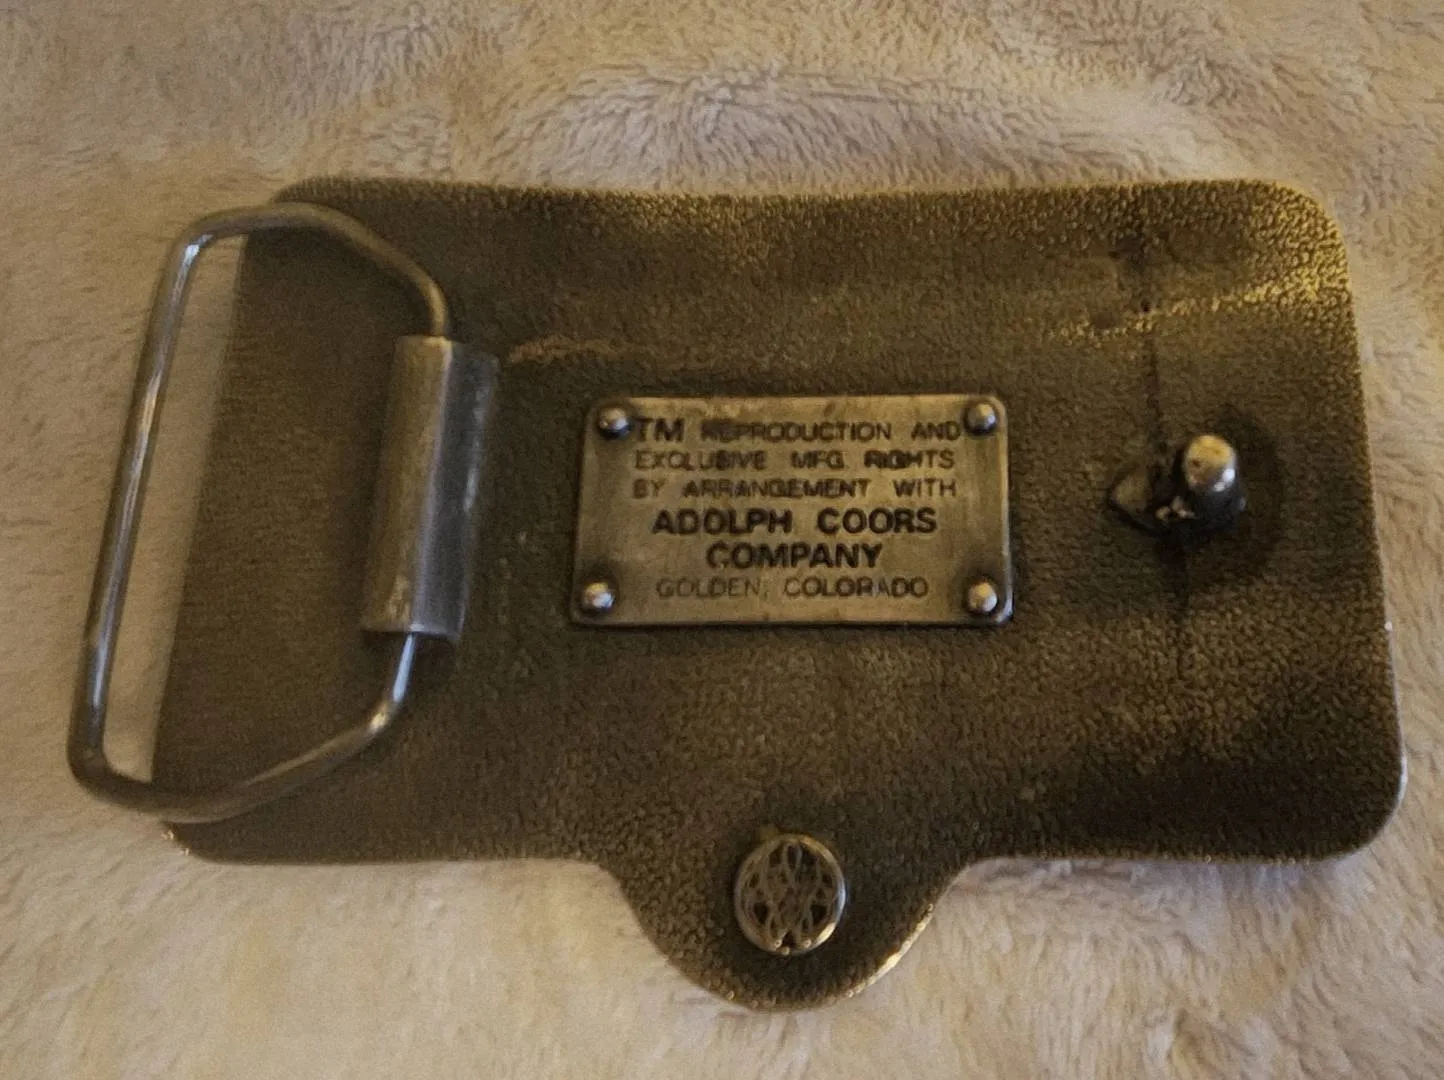 TM REPRODUCTION AND
EXCLUSIVE MFG. RIGHTS
BY ARRANGEMENT WITH
ADOLPH COORS
COMPANY
GOLDEN, COLORADO